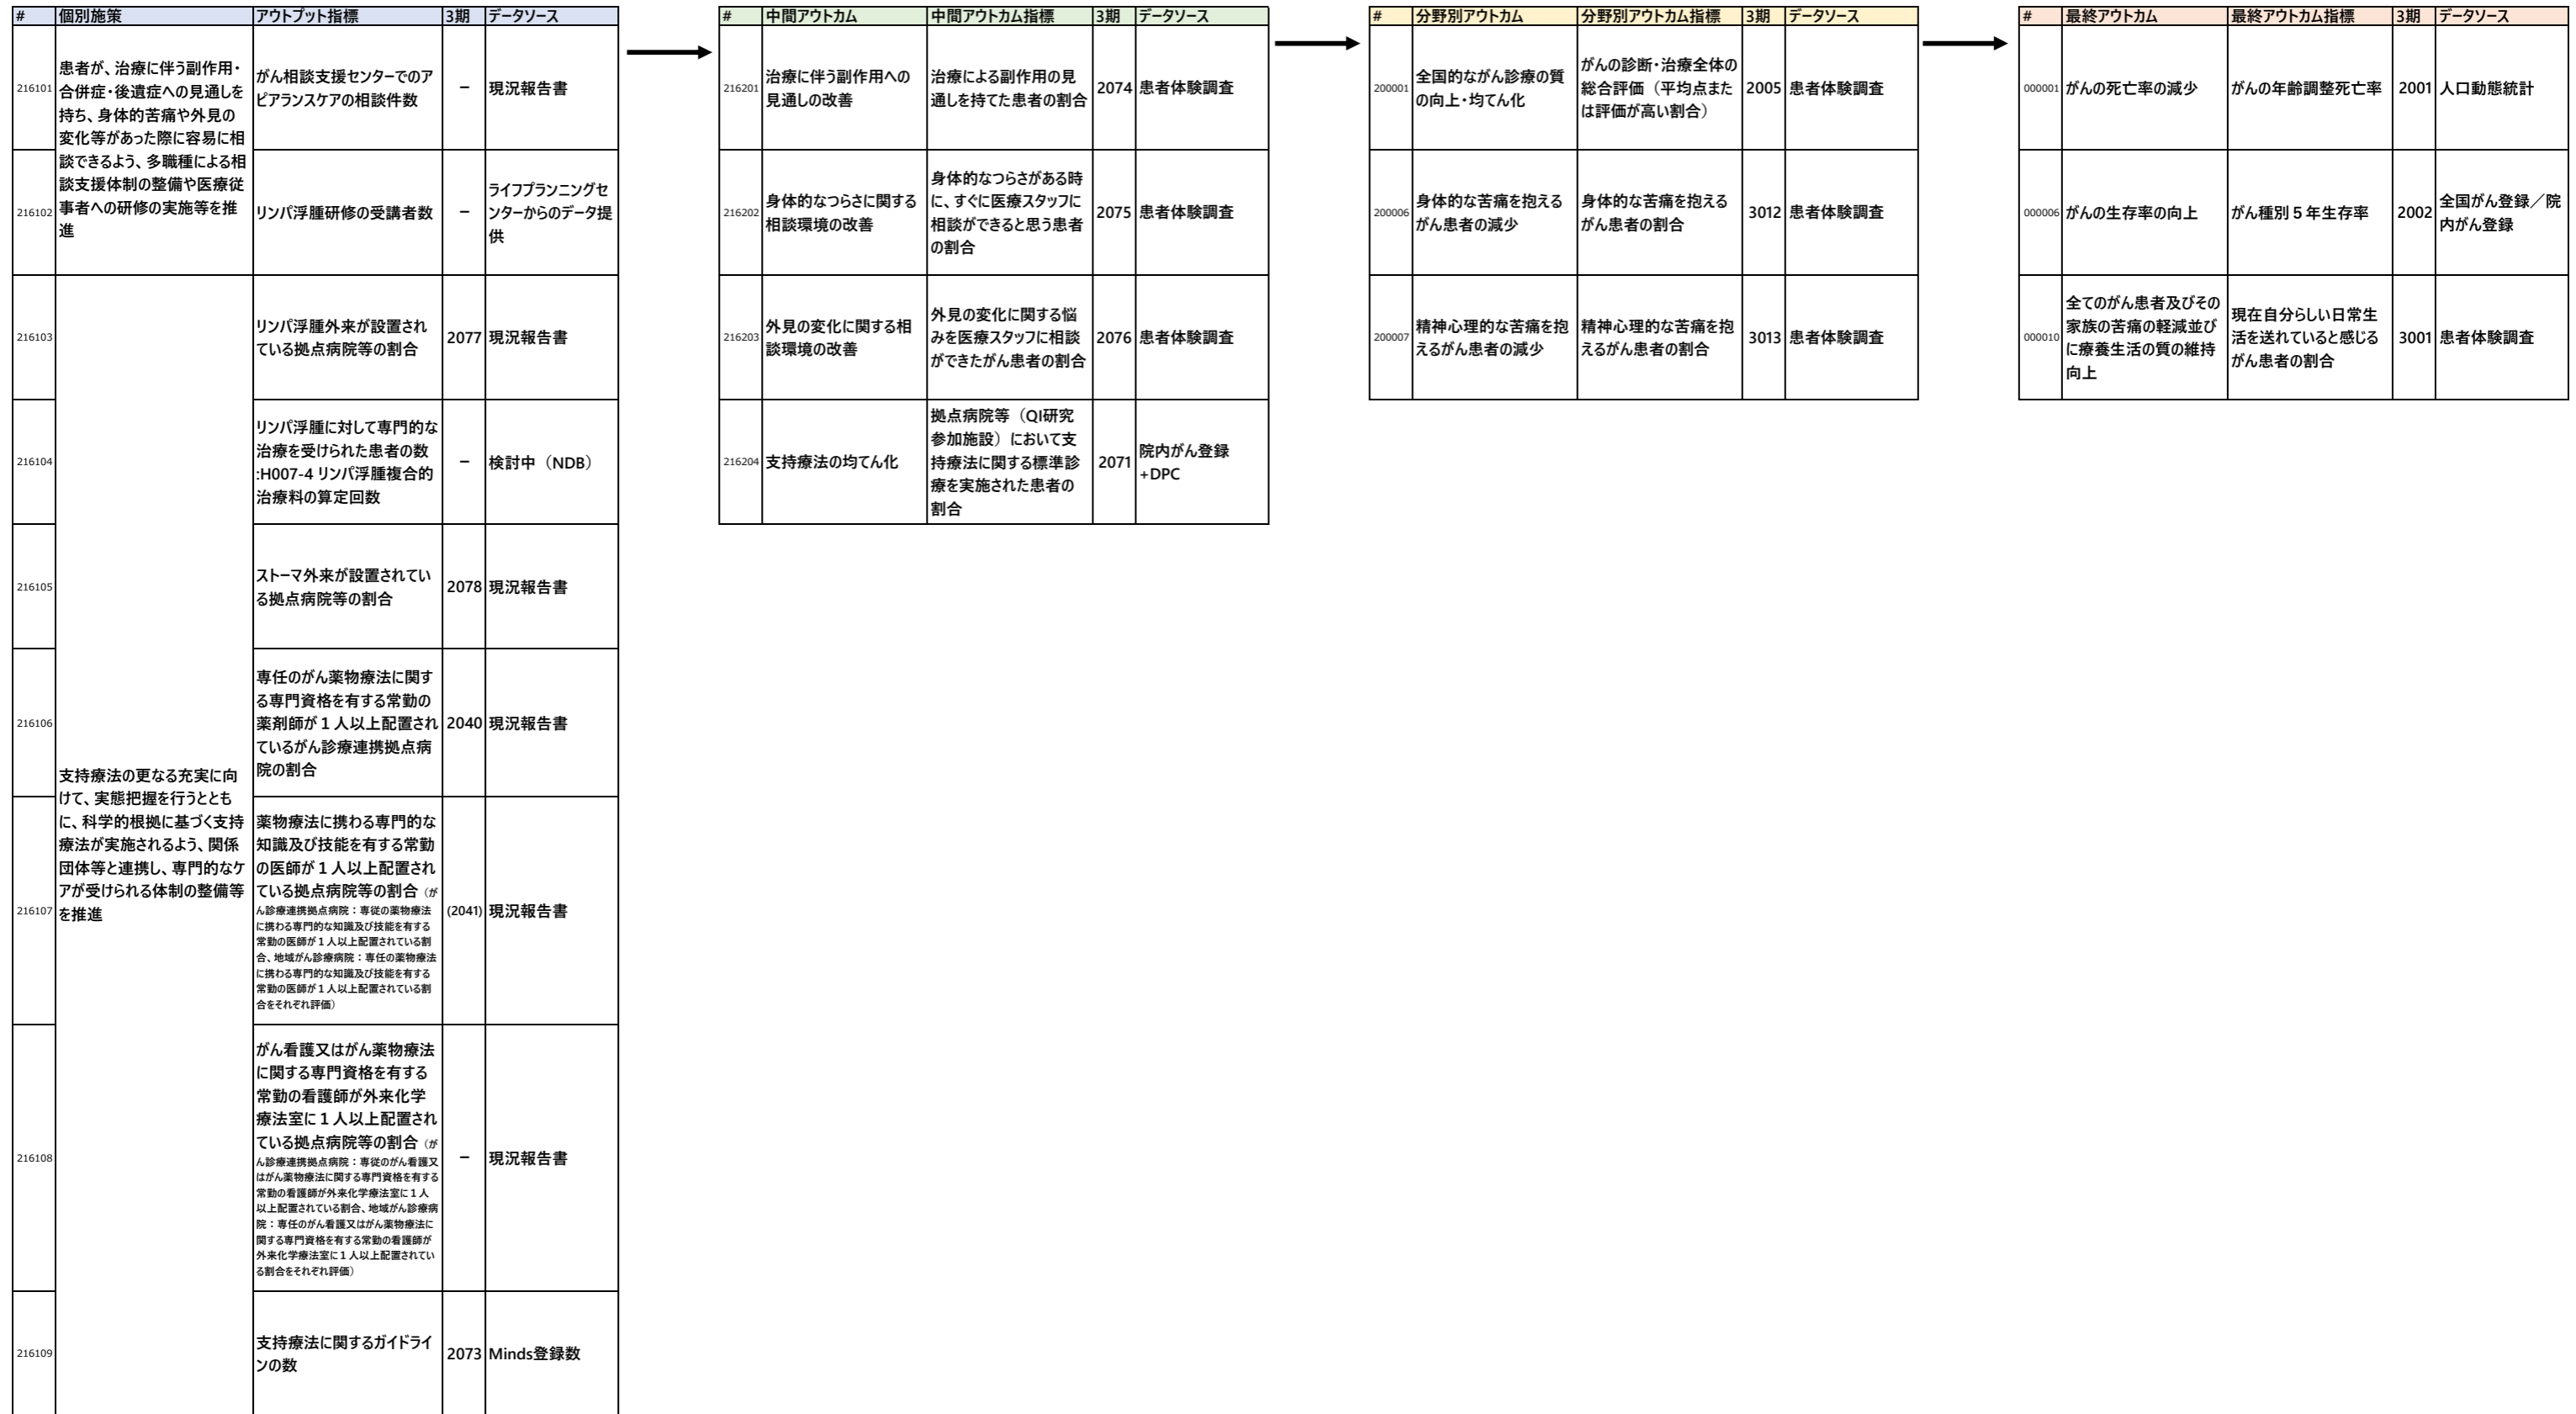 # 個別施策 アウトプット指標 3期 データソース
216101
患者が、治療に伴う副作用・
合併症・後遺症への見通しを
持ち、身体的苦痛や外見の
変化等があった際に容易に相
談できるよう、多職種による相
談支援体制の整備や医療従
事者への研修の実施等を推
進
がん相談支援センターでのア
ピアランスケアの相談件数
－ 現況報告書
216102
リンパ浮腫研修の受講者数
－
ライフプランニングセ
ンターからのデータ提
供
216103
支持療法の更なる充実に向
けて、実態把握を行うととも
に、科学的根拠に基づく支持
療法が実施されるよう、関係
団体等と連携し、専門的なケ
アが受けられる体制の整備等
を推進
リンパ浮腫外来が設置され
ている拠点病院等の割合
2077 現況報告書
216104
リンパ浮腫に対して専門的な
治療を受けられた患者の数
:H007-4 リンパ浮腫複合的
治療料の算定回数
－ 検討中（NDB）
216105
ストーマ外来が設置されてい
る拠点病院等の割合
2078 現況報告書
216106
専任のがん薬物療法に関す
る専門資格を有する常勤の
薬剤師が１人以上配置され
ているがん診療連携拠点病
院の割合
2040 現況報告書
216107
薬物療法に携わる専門的な
知識及び技能を有する常勤
の医師が１人以上配置され
ている拠点病院等の割合（が
ん診療連携拠点病院：専従の薬物療法
に携わる専門的な知識及び技能を有する
常勤の医師が１人以上配置されている割
合、地域がん診療病院：専任の薬物療法
に携わる専門的な知識及び技能を有する
常勤の医師が１人以上配置されている割
合をそれぞれ評価）
(2041) 現況報告書
216108
がん看護又はがん薬物療法
に関する専門資格を有する
常勤の看護師が外来化学
療法室に１人以上配置され
ている拠点病院等の割合（が
ん診療連携拠点病院：専従のがん看護又
はがん薬物療法に関する専門資格を有する
常勤の看護師が外来化学療法室に１人
以上配置されている割合、地域がん診療病
院：専任のがん看護又はがん薬物療法に
関する専門資格を有する常勤の看護師が
外来化学療法室に１人以上配置されてい
る割合をそれぞれ評価）
－ 現況報告書
216109
支持療法に関するガイドライ
ンの数
2073 Minds登録数
# 中間アウトカム 中間アウトカム指標 3期 データソース
216201
治療に伴う副作用への
見通しの改善
治療による副作用の見
通しを持てた患者の割合
2074 患者体験調査
216202
身体的なつらさに関する
相談環境の改善
身体的なつらさがある時
に、すぐに医療スタッフに
相談ができると思う患者
の割合
2075 患者体験調査
216203
外見の変化に関する相
談環境の改善
外見の変化に関する悩
みを医療スタッフに相談
ができたがん患者の割合
2076 患者体験調査
216204
支持療法の均てん化
拠点病院等（QI研究
参加施設）において支
持療法に関する標準診
療を実施された患者の
割合
2071
院内がん登録
+DPC
# 分野別アウトカム 分野別アウトカム指標 3期 データソース
200001
全国的ながん診療の質
の向上・均てん化
がんの診断・治療全体の
総合評価（平均点また
は評価が高い割合）
2005 患者体験調査
200006
身体的な苦痛を抱える
がん患者の減少
身体的な苦痛を抱える
がん患者の割合
3012 患者体験調査
200007
精神心理的な苦痛を抱
えるがん患者の減少
精神心理的な苦痛を抱
えるがん患者の割合
3013 患者体験調査
# 最終アウトカム 最終アウトカム指標 3期 データソース
000001
がんの死亡率の減少
がんの年齢調整死亡率
2001 人口動態統計
000006
がんの生存率の向上
がん種別５年生存率
2002
全国がん登録／院
内がん登録
000010
全てのがん患者及びその
家族の苦痛の軽減並び
に療養生活の質の維持
向上
現在自分らしい日常生
活を送れていると感じる
がん患者の割合
3001 患者体験調査